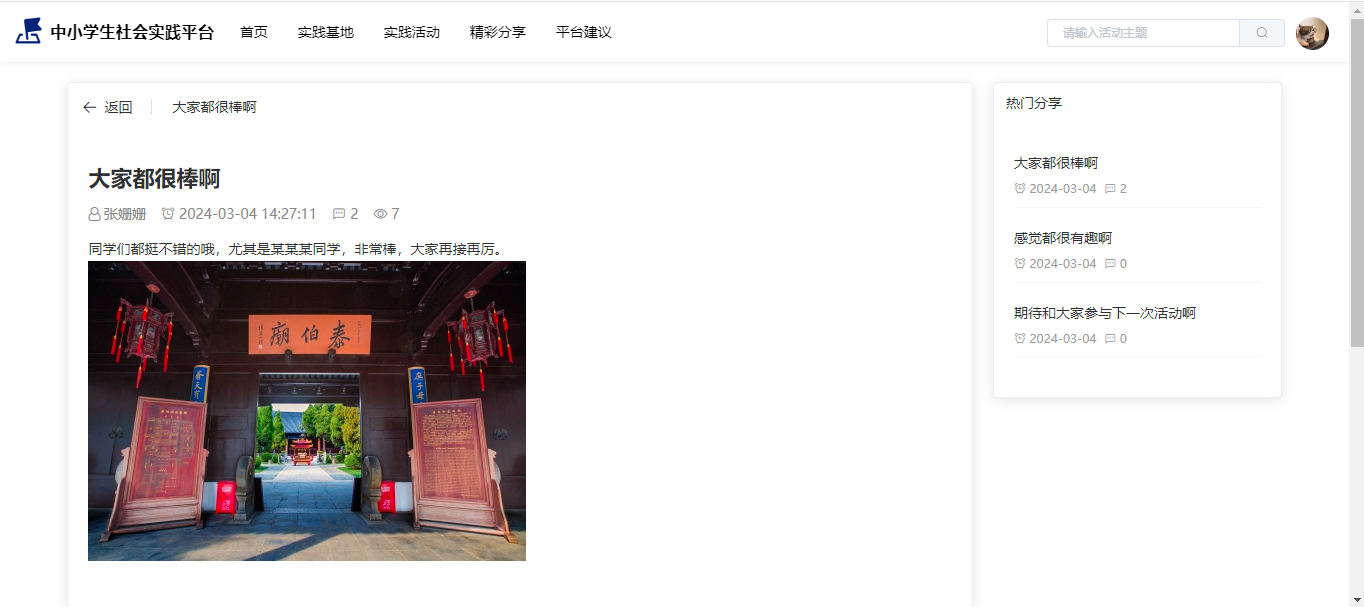 中小学生社会实践平台 首页 实践基地 实践活动 精彩分享 平台建议 请输入活动主题
返回 大家都很棒啊
大家都很棒啊
张姗姗 2024-03-04 14:27:11 2 7
同学们都挺不错的哦，尤其是某某某同学，非常棒，大家再接再厉。
廟伯泰
热门分享
大家都很棒啊
2024-03-04 2
感觉都很有趣啊
2024-03-04 0
期待和大家参与下一次活动啊
2024-03-04 0